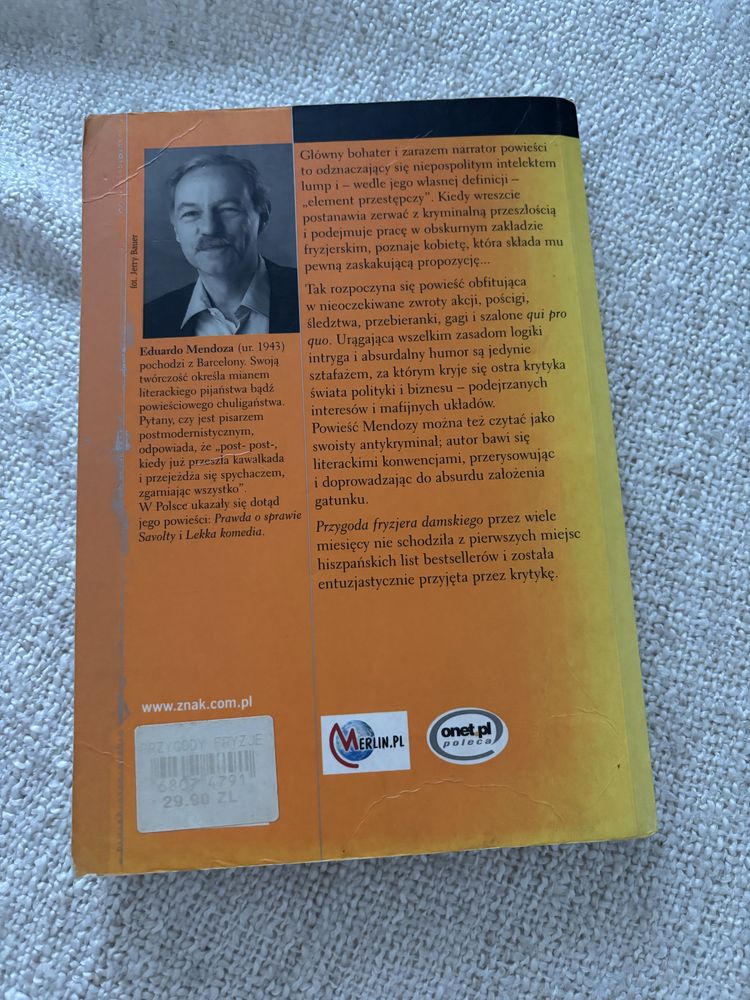 fot. Jerry Bauer
Eduardo Mendoza (ur. 1943)
pochodzi z Barcelony. Swoją
twórczość określa mianem
literackiego pijaństwa bądź
powieściowego chuligaństwa.
Pytany, czy jest pisarzem
postmodernistycznym,
odpowiada, że „post- post-,
kiedy już przeszła kawalkada
i przejeżdża się spychaczem,
zgarniając wszystko”.
W Polsce ukazały się dotąd
jego powieści: Prawda o sprawie
Savolty i Lekka komedia.
Główny bohater i zarazem narrator powieści
to odznaczający się niepospolitym intelektem
lump i – wedle jego własnej definicji –
„element przestępczy”. Kiedy wreszcie
postanawia zerwać z kryminalną przeszłością
i podejmuje pracę w obskurnym zakładzie
fryzjerskim, poznaje kobietę, która składa mu
pewną zaskakującą propozycję...
Tak rozpoczyna się powieść obfitująca
w nieoczekiwane zwroty akcji, pościgi,
śledztwa, przebieranki, gagi i szalone qui pro
quo. Urągająca wszelkim zasadom logiki
intryga i absurdalny humor są jedynie
sztafażem, za którym kryje się ostra krytyka
świata polityki i biznesu – podejrzanych
interesów i mafijnych układów.
Powieść Mendozy można też czytać jako
swoisty antykryminał; autor bawi się
literackimi konwencjami, przerysowując
i doprowadzając do absurdu założenia
gatunku.
Przygoda fryzjera damskiego przez wiele
miesięcy nie schodziła z pierwszych miejsc
hiszpańskich list bestsellerów i została
entuzjastycznie przyjęta przez krytykę.
www.znak.com.pl
PRZYGODY FRYZJE
6807 4791
29.90 ZL
MERLIN.PL
onet.pl
poleca